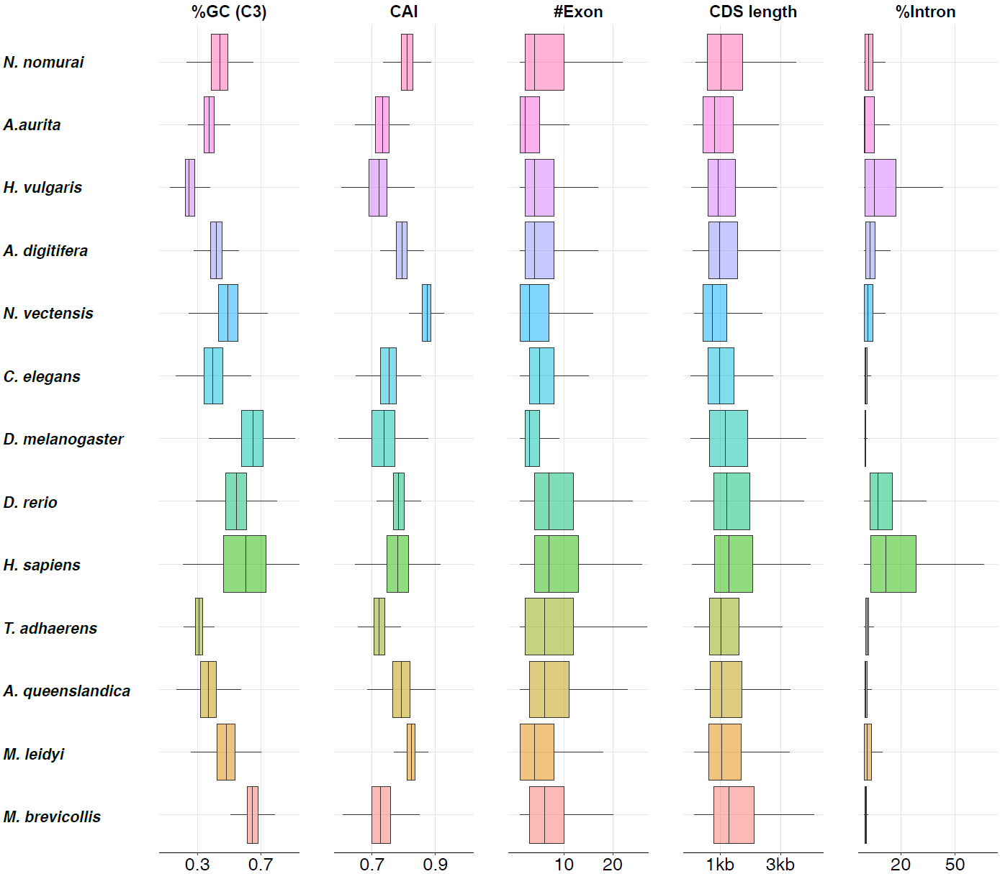 %GC (C3) CAI #Exon CDS length %Intron
N. nomurai
A.aurita
H. vulgaris
A. digitifera
N. vectensis
C. elegans
D. melanogaster
D. rerio
H. sapiens
T. adhaerens
A. queenslandica
M. leidyi
M. brevicollis
0.3 0.7 0.7 0.9 10 20 1kb 3kb 20 50